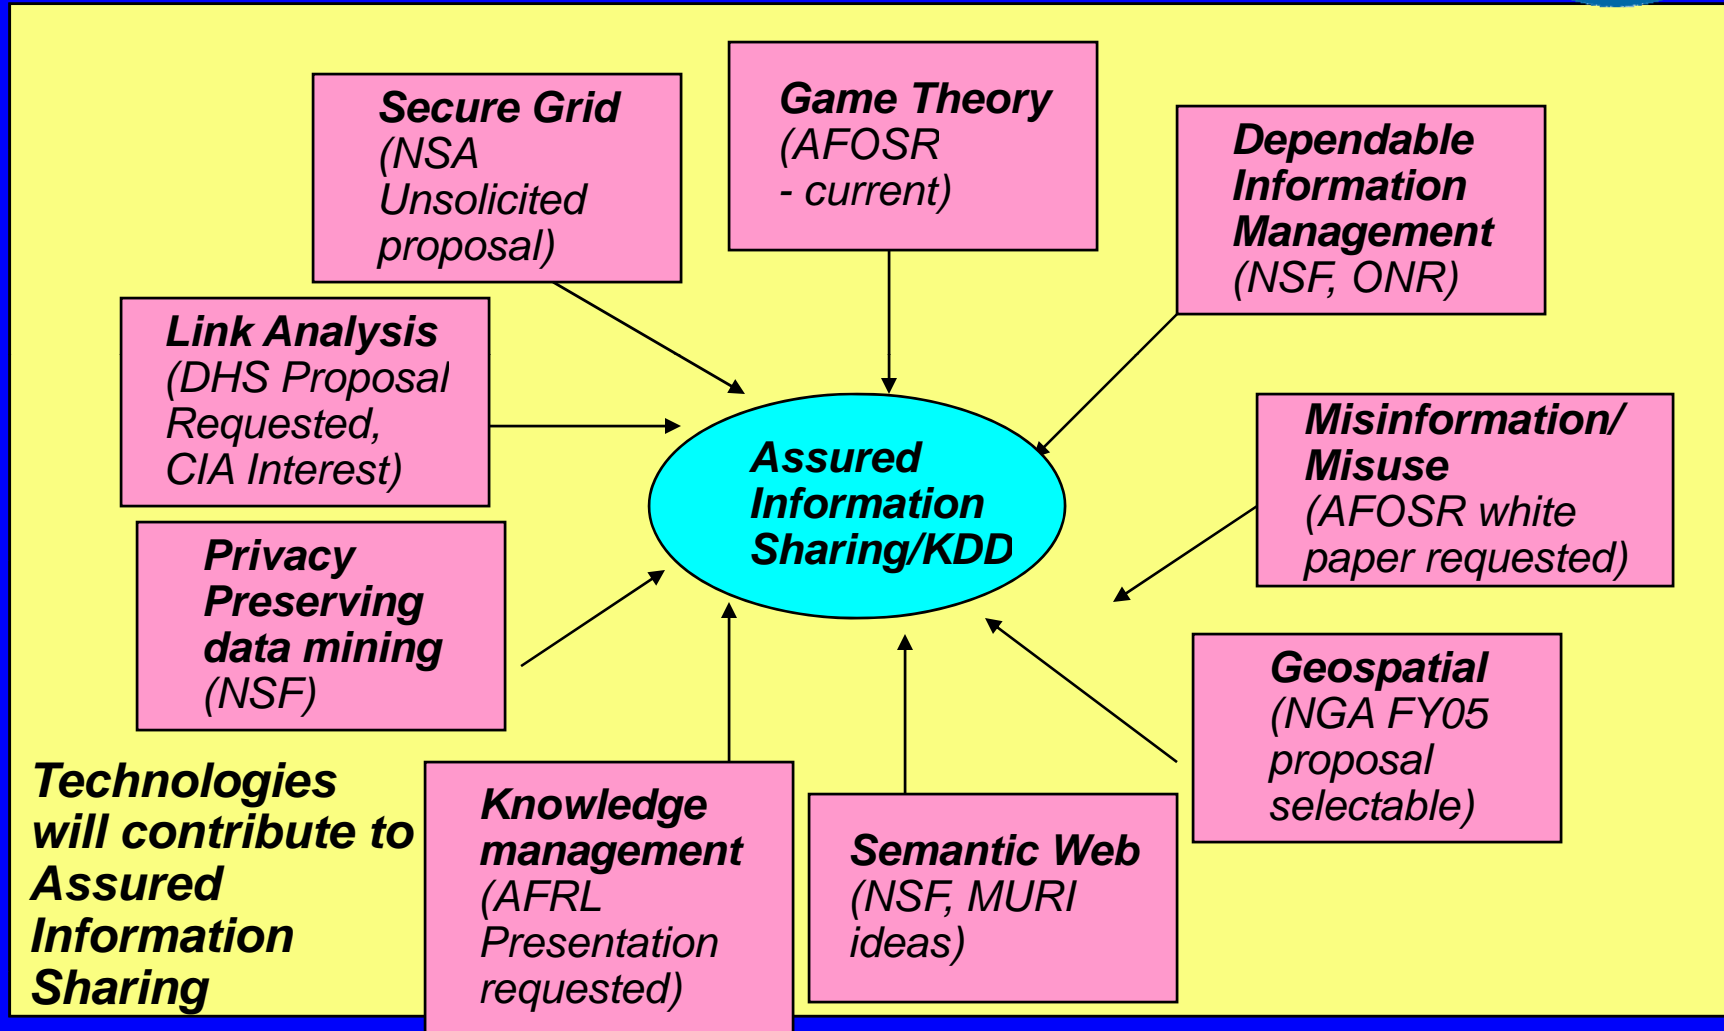 Secure Grid
(NSA
Unsolicited
proposal)
Game Theory
(AFOSR
- current)
Dependable
Information
Management
(NSF, ONR)
Link Analysis
(DHS Proposal
Requested,
CIA Interest)
Assured
Information
Sharing/KDD
Misinformation/
Misuse
(AFOSR white
paper requested)
Privacy
Preserving
data mining
(NSF)
Geospatial
(NGA FY05
proposal
selectable)
Technologies
will contribute to
Assured
Information
Sharing
Knowledge
management
(AFRL
Presentation
requested)
Semantic Web
(NSF, MURI
ideas)